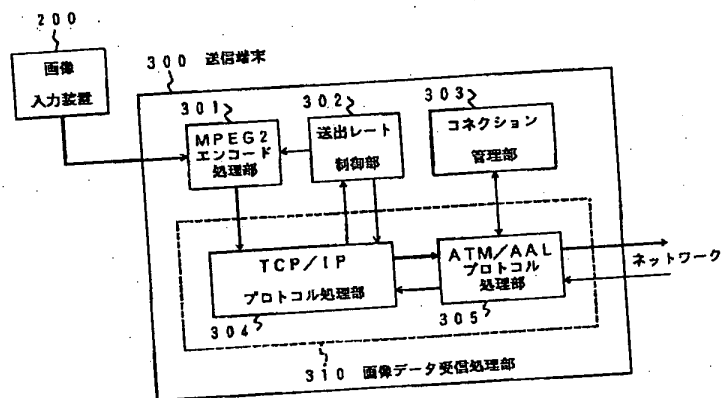 200
画像
入力装置
300 送信端末
301
MPEG2
エンコード
処理部
302
送出レート
制御部
303
コネクション
管理部
TCP/IP
プロトコル処理部
304
ATM/AAL
プロトコル
処理部
305
ネットワーク
310 画像データ受信処理部